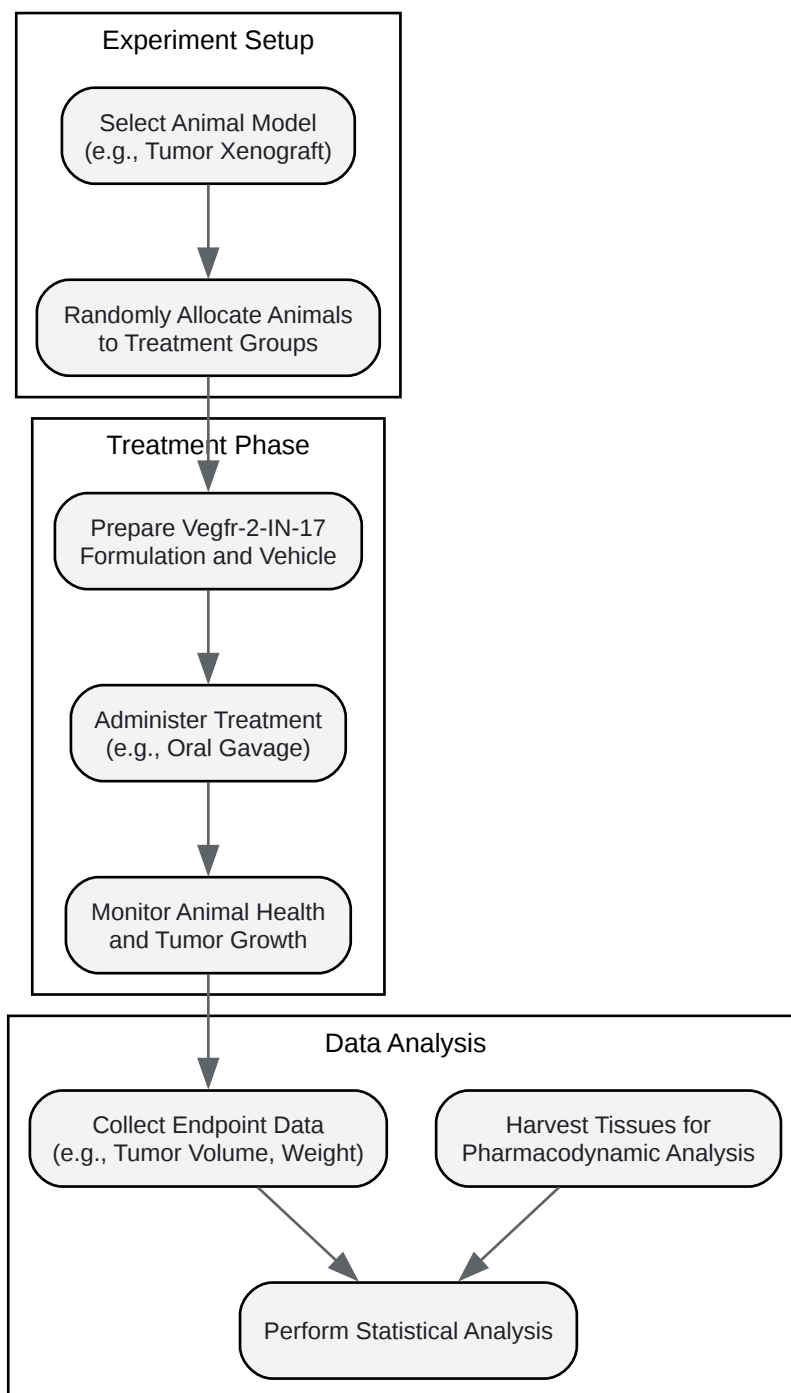 Experiment Setup
Select Animal Model
(e.g., Tumor Xenograft)
Randomly Allocate Animals
to Treatment Groups
Treatment Phase
Prepare Vegfr-2-IN-17
Formulation and Vehicle
Administer Treatment
(e.g., Oral Gavage)
Monitor Animal Health
and Tumor Growth
Data Analysis
Collect Endpoint Data
(e.g., Tumor Volume, Weight)
Harvest Tissues for
Pharmacodynamic Analysis
Perform Statistical Analysis